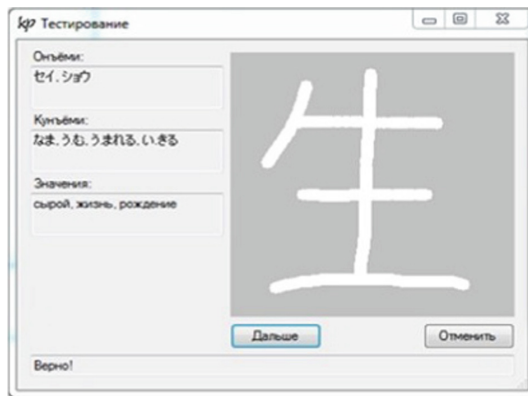 kp Тестирование
Онъёми:
セイ, ショウ
Кунъёми:
なま, うむ, うまれる, い.きる
Значения:
сырой, жизнь, рождение
生
Дальше
Отменить
Верно!